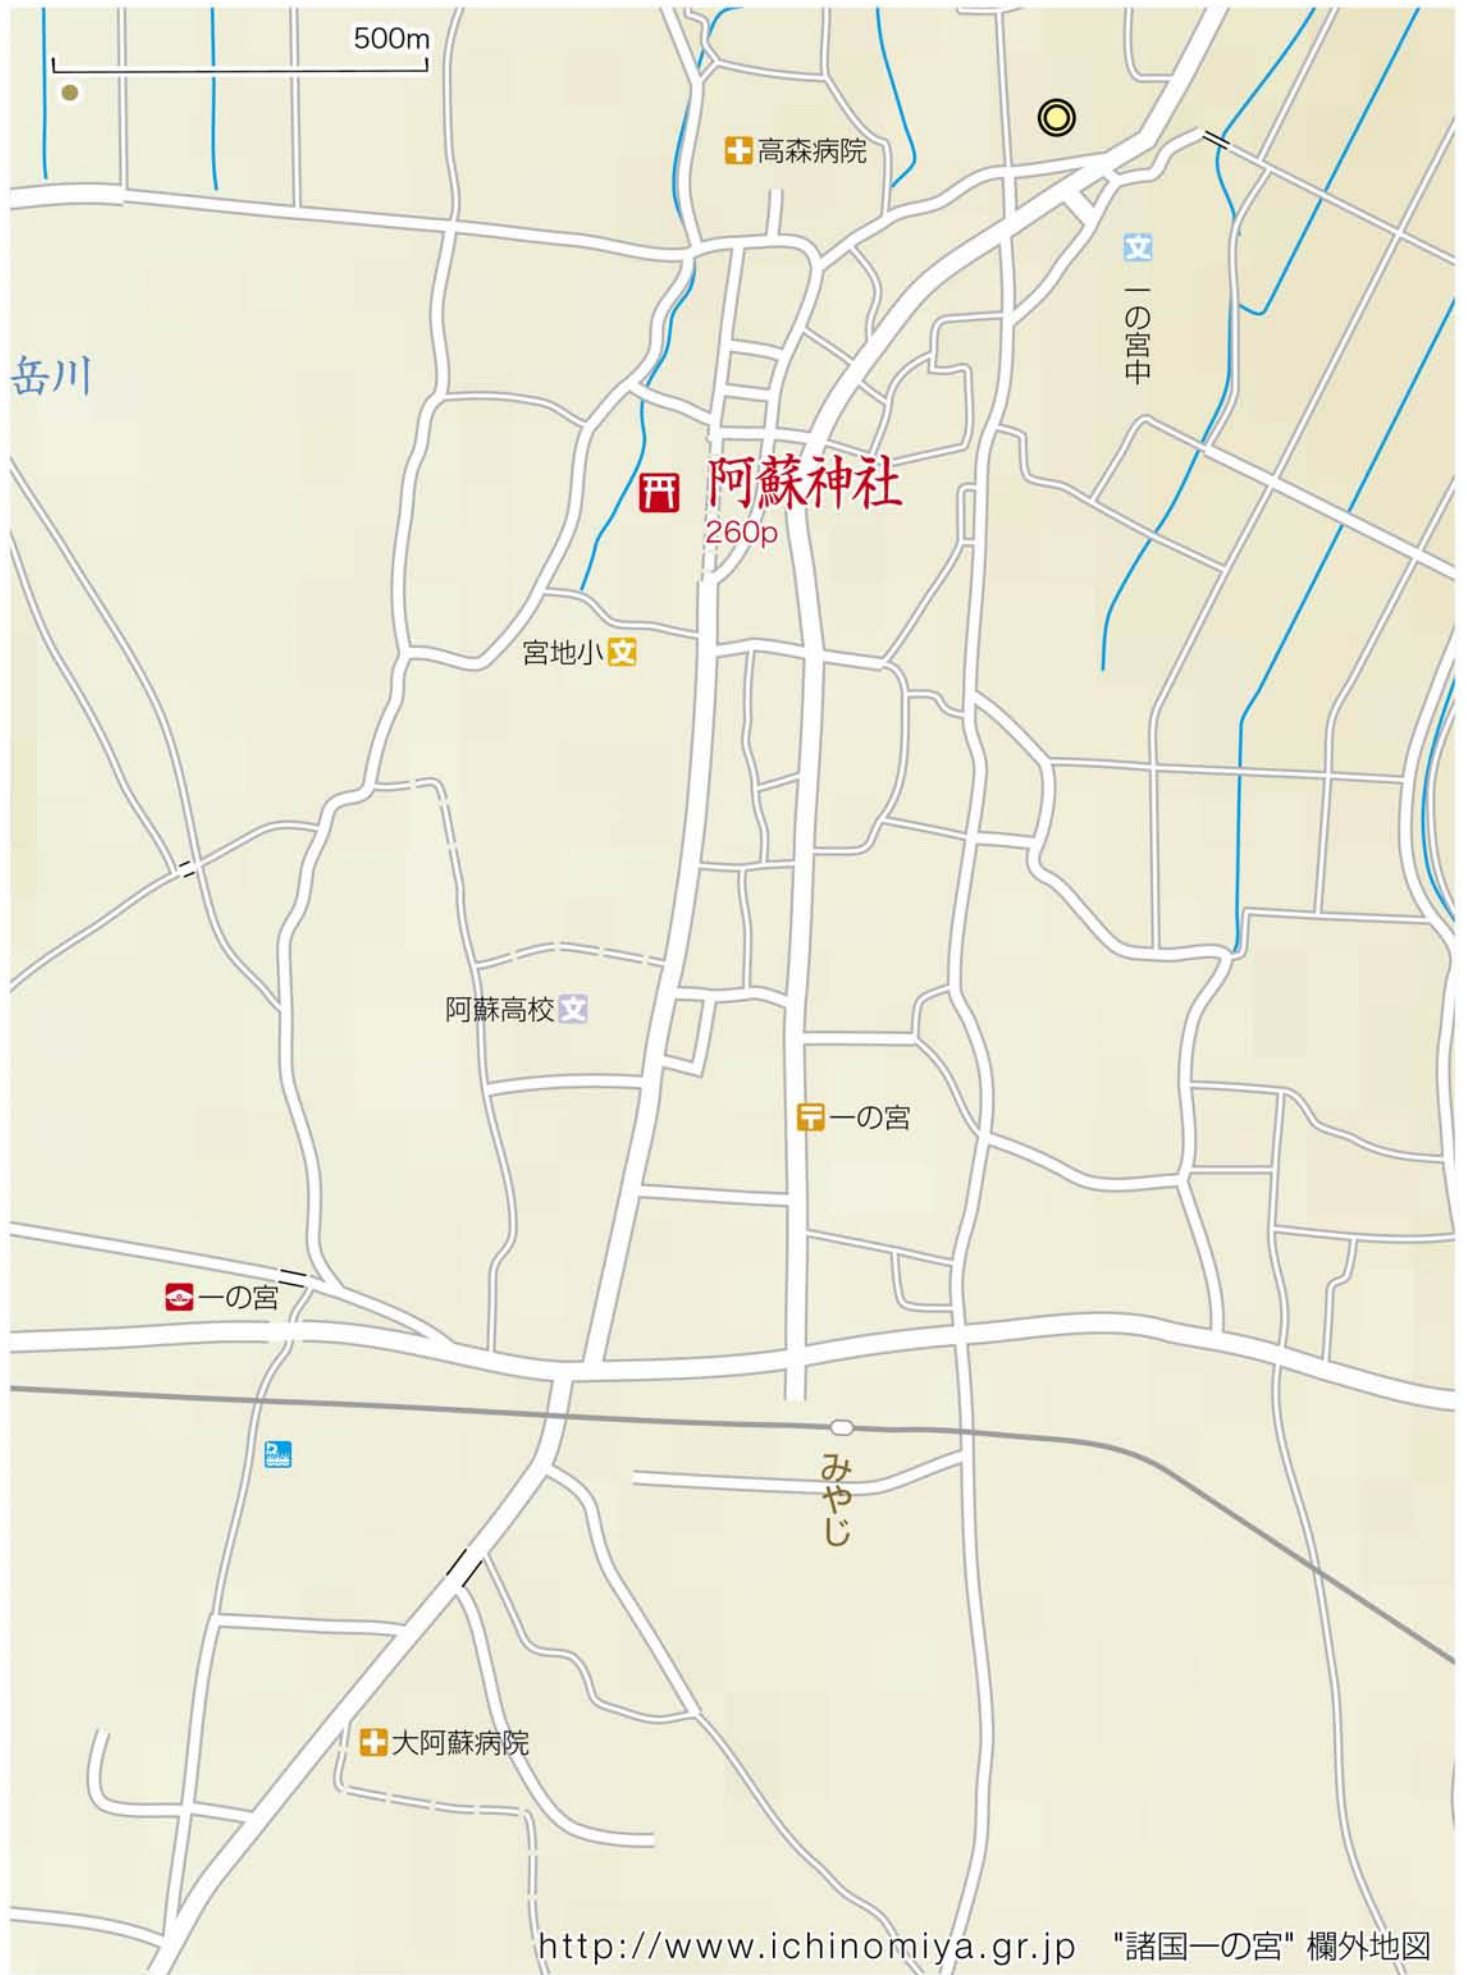 500m
高森病院
一の宮中
岳川
阿蘇神社
260p
宮地小文
阿蘇高校文
一の宮
一の宮
みやじ
大阿蘇病院
http://www.ichinomiya.gr.jp "諸国一の宮" 欄外地図